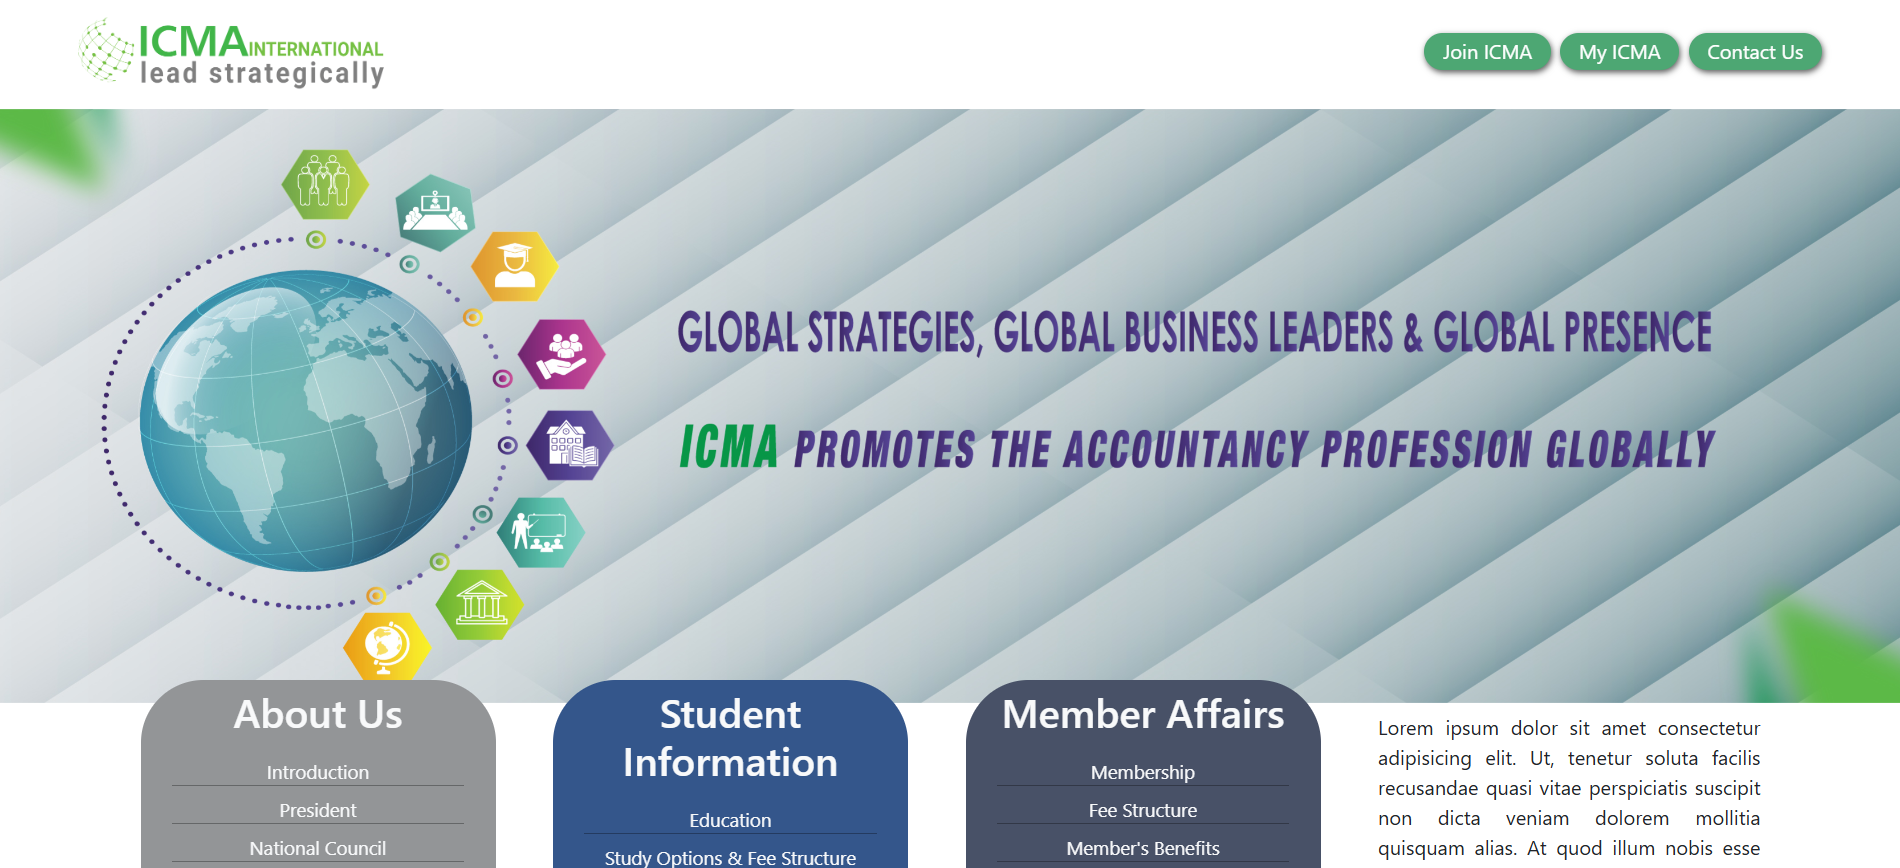 ICMA INTERNATIONAL
lead strategically
Join ICMA
My ICMA
Contact Us
GLOBAL STRATEGIES, GLOBAL BUSINESS LEADERS & GLOBAL PRESENCE
ICMA PROMOTES THE ACCOUNTANCY PROFESSION GLOBALLY
About Us
Introduction
President
National Council
Student
Information
Education
Study Options & Fee Structure
Member Affairs
Membership
Fee Structure
Member's Benefits
Lorem ipsum dolor sit amet consectetur
adipisicing elit. Ut, tenetur soluta facilis
recusandae quasi vitae perspiciatis suscipit
non dicta veniam dolorem mollitia
quisquam alias. At quod illum nobis esse